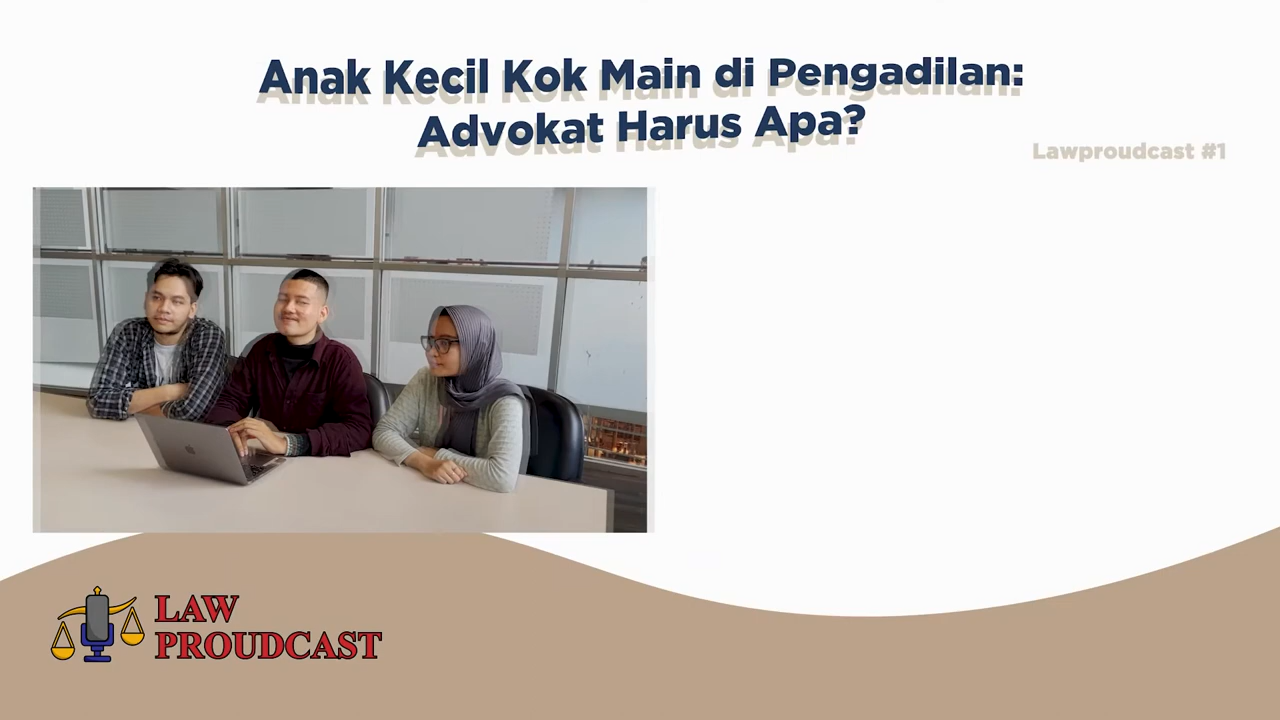 Anak Kecil Kok Main di Pengadilan:
Advokat Harus Apa?
Lawproudcast #1
LAW
PROUDCAST